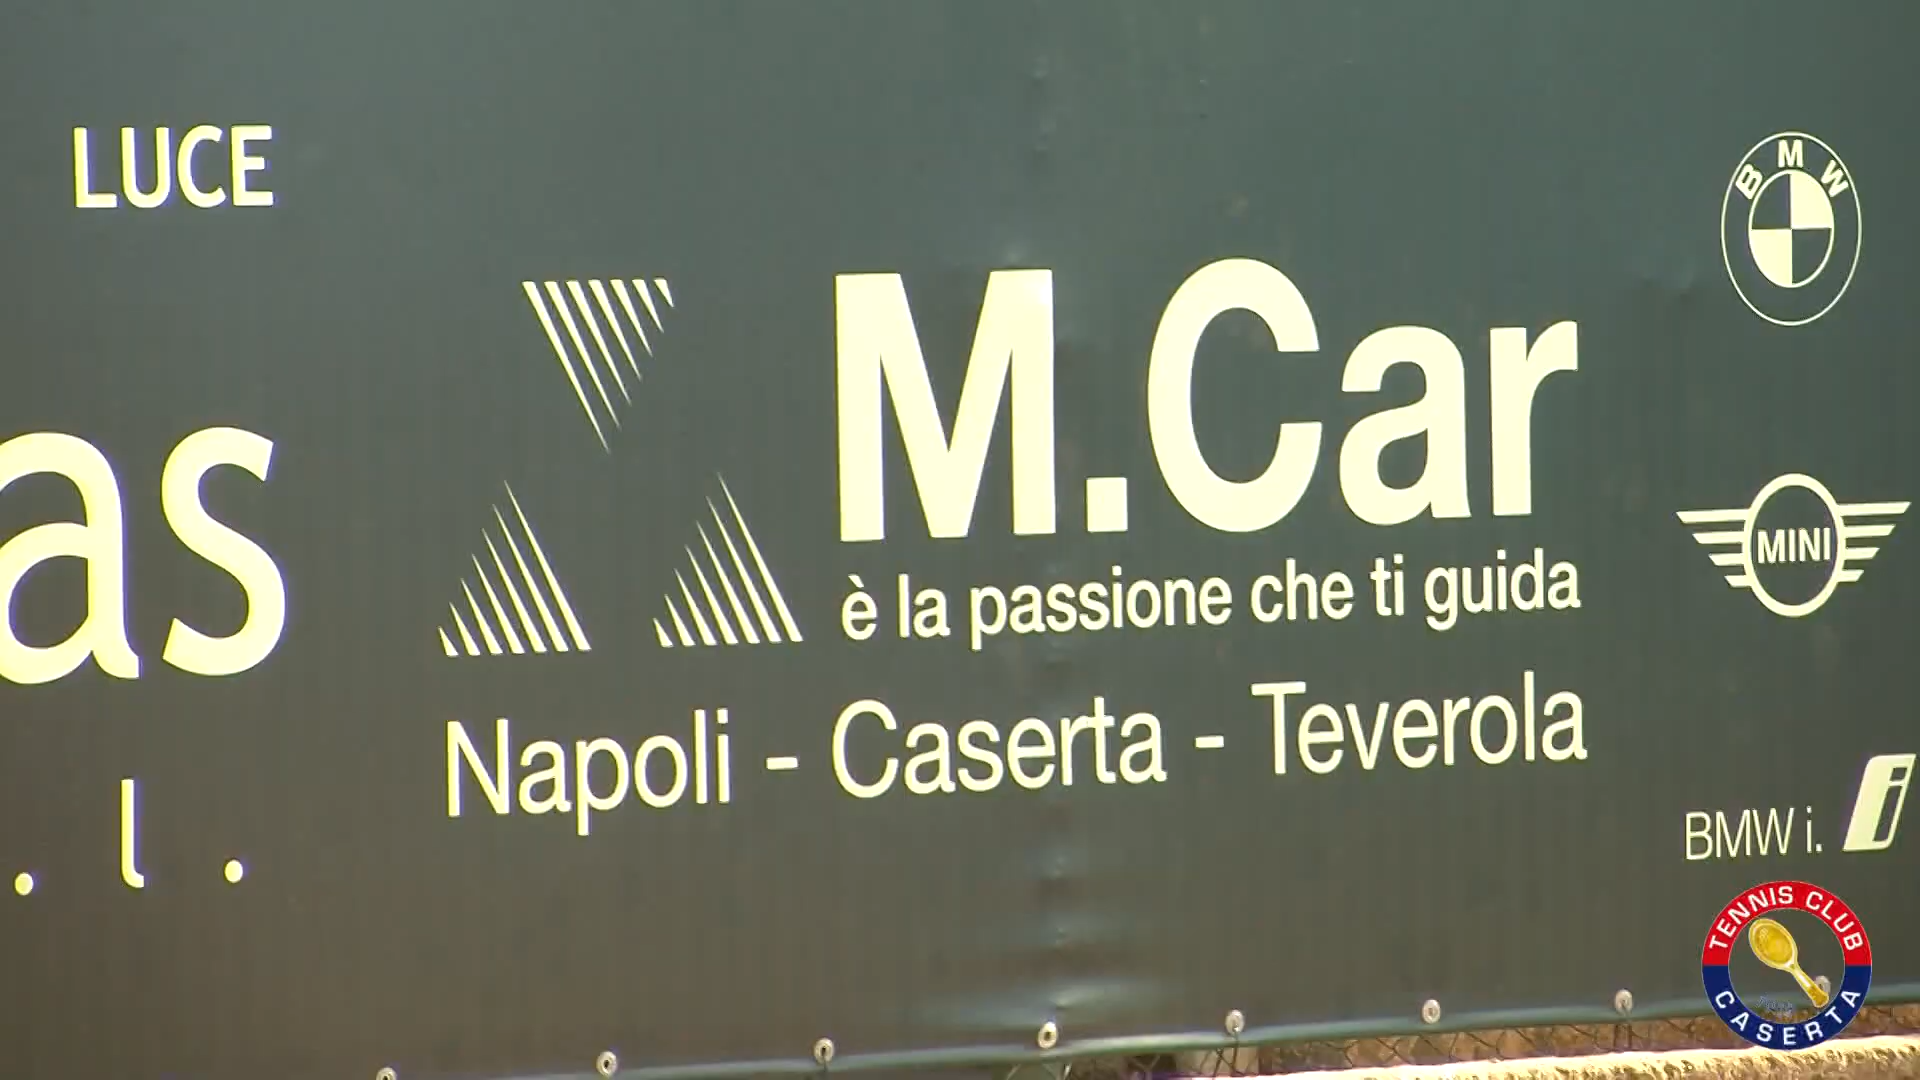 LUCE
as
. l .
M.Car
è la passione che ti guida
Napoli - Caserta - Teverola
BMW
MINI
BMW i.
TENNIS CLUB
CASERTA